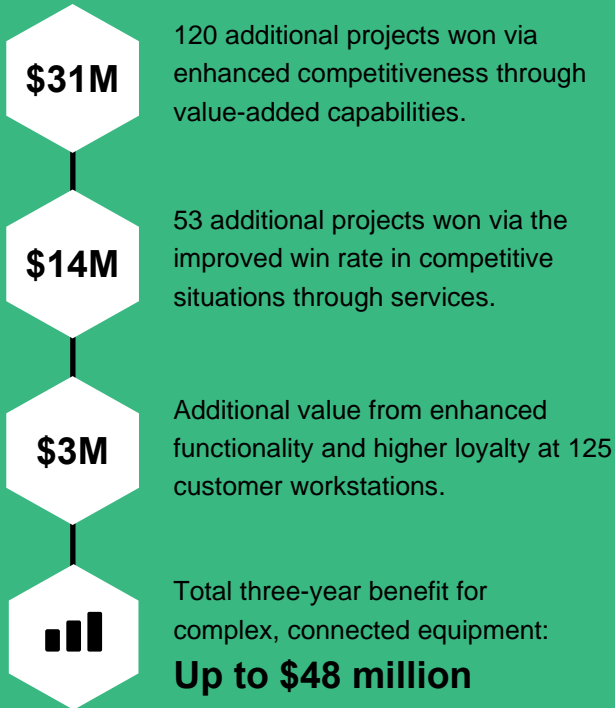 $31M
120 additional projects won via
enhanced competitiveness through
value-added capabilities.
$14M
53 additional projects won via the
improved win rate in competitive
situations through services.
$3M
Additional value from enhanced
functionality and higher loyalty at 125
customer workstations.
Total three-year benefit for
complex, connected equipment:
Up to $48 million